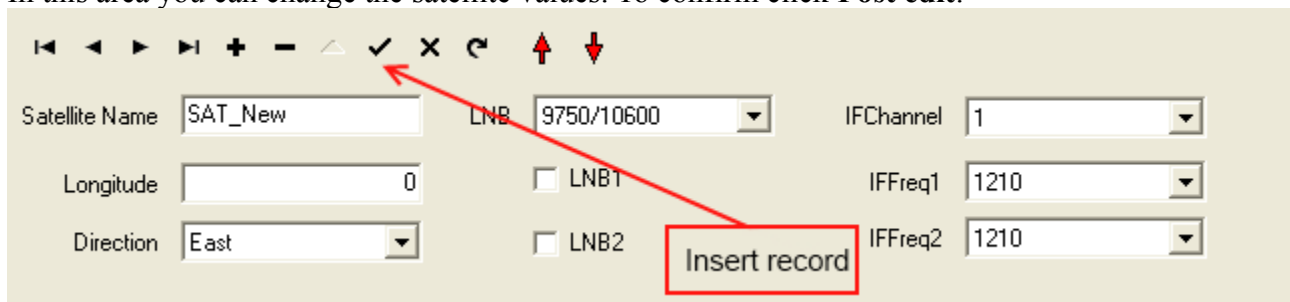 In this area you can change the satellite values. To confirm click Post edit.
Satellite Name SAT_New LNB 9750/10600 IFChannel 1
Longitude 0 LNB1 IFFreq1 1210
Direction East LNB2 IFFreq2 1210
Insert record